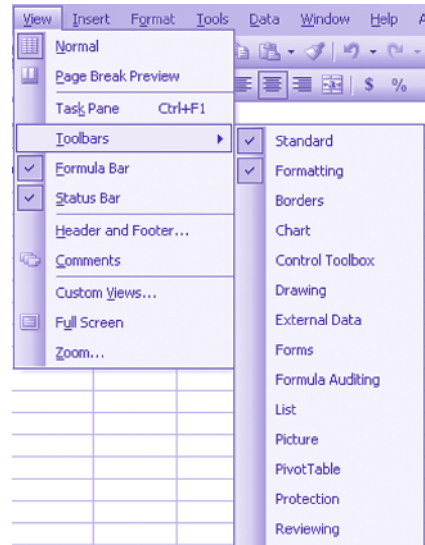 View Insert Format Tools Data Window Help
Normal
Page Break Preview
Task Pane Ctrl+F1
Toolbars
Formula Bar
Status Bar
Header and Footer...
Comments
Custom Views...
Full Screen
Zoom...
$ %
Standard
Formatting
Borders
Chart
Control Toolbox
Drawing
External Data
Forms
Formula Auditing
List
Picture
PivotTable
Protection
Reviewing